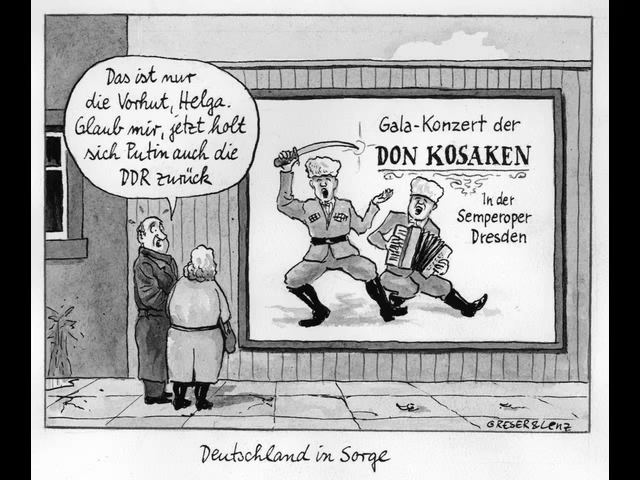 Das ist nur
die Vorhut, Helga.
Glaub mir, jetzt holt
sich Putin auch die
DDR zurück
Gala-Konzert der
DON KOSAKEN
In der
Semperoper
Dresden
GRESER&LENZ
Deutschland in Sorge